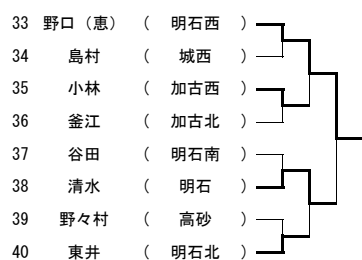 33 野口（恵） （ 明石西 ）
34 島村 （ 城西 ）
35 小林 （ 加古西 ）
36 釜江 （ 加古北 ）
37 谷田 （ 明石南 ）
38 清水 （ 明石 ）
39 野々村 （ 高砂 ）
40 東井 （ 明石北 ）